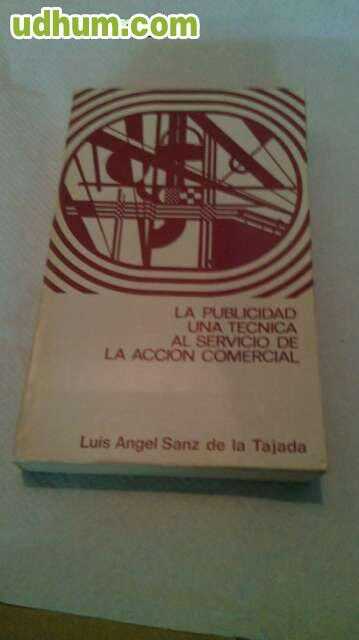 udhum.com
LA PUBLICIDAD
UNA TECNICA
AL SERVICIO DE
LA ACCION COMERCIAL
Luis Angel Sanz de la Tajada